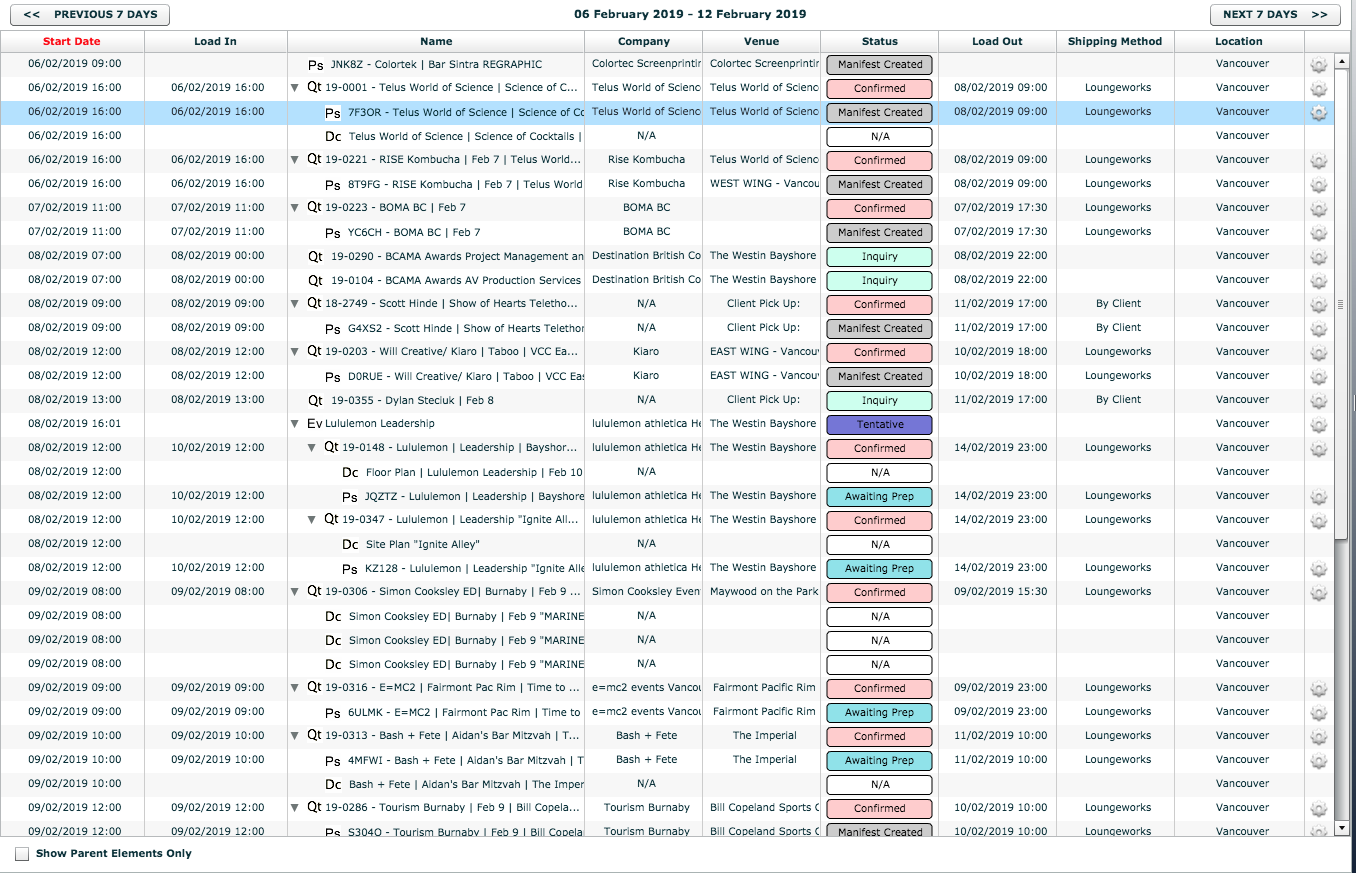 << PREVIOUS 7 DAYS 06 February 2019 - 12 February 2019 NEXT 7 DAYS >>
Start Date Load In Name Company Venue Status Load Out Shipping Method Location
06/02/2019 09:00 Ps JNK8Z - Colortek | Bar Sintra REGRAPHIC Colortec Screenprintin Colortec Screenprintin Manifest Created Vancouver
06/02/2019 16:00 06/02/2019 16:00 Qt 19-0001 - Telus World of Science | Science of C... Telus World of Scienc Telus World of Scienc Confirmed 08/02/2019 09:00 Loungeworks Vancouver
06/02/2019 16:00 06/02/2019 16:00 Ps 7F3OR - Telus World of Science | Science of Co Telus World of Scienc Telus World of Scienc Manifest Created 08/02/2019 09:00 Loungeworks Vancouver
06/02/2019 16:00 Dc Telus World of Science | Science of Cocktails | N/A N/A Vancouver
06/02/2019 16:00 06/02/2019 16:00 Qt 19-0221 - RISE Kombucha | Feb 7 | Telus World... Rise Kombucha Telus World of Scienc Confirmed 08/02/2019 09:00 Loungeworks Vancouver
06/02/2019 16:00 06/02/2019 16:00 Ps 8T9FG - RISE Kombucha | Feb 7 | Telus World Rise Kombucha WEST WING - Vancou Manifest Created 08/02/2019 09:00 Loungeworks Vancouver
07/02/2019 11:00 07/02/2019 11:00 Qt 19-0223 - BOMA BC | Feb 7 BOMA BC Confirmed 07/02/2019 17:30 Loungeworks Vancouver
07/02/2019 11:00 07/02/2019 11:00 Ps YC6CH - BOMA BC | Feb 7 BOMA BC Manifest Created 07/02/2019 17:30 Loungeworks Vancouver
08/02/2019 07:00 08/02/2019 00:00 Qt 19-0290 - BCAMA Awards Project Management an Destination British Co The Westin Bayshore Inquiry 08/02/2019 22:00 Vancouver
08/02/2019 07:00 08/02/2019 00:00 Qt 19-0104 - BCAMA Awards AV Production Services Destination British Co The Westin Bayshore Inquiry 08/02/2019 22:00 Vancouver
08/02/2019 09:00 08/02/2019 09:00 Qt 18-2749 - Scott Hinde | Show of Hearts Teletho... N/A Client Pick Up: Confirmed 11/02/2019 17:00 By Client Vancouver
08/02/2019 09:00 08/02/2019 09:00 Ps G4XS2 - Scott Hinde | Show of Hearts Telethon N/A Client Pick Up: Manifest Created 11/02/2019 17:00 By Client Vancouver
08/02/2019 12:00 08/02/2019 12:00 Qt 19-0203 - Will Creative/ Kiaro | Taboo | VCC Ea... Kiaro EAST WING - Vancouv Confirmed 10/02/2019 18:00 Loungeworks Vancouver
08/02/2019 12:00 08/02/2019 12:00 Ps D0RUE - Will Creative/ Kiaro | Taboo | VCC Eas Kiaro EAST WING - Vancouv Manifest Created 10/02/2019 18:00 Loungeworks Vancouver
08/02/2019 13:00 08/02/2019 13:00 Qt 19-0355 - Dylan Steciuk | Feb 8 N/A Client Pick Up: Inquiry 11/02/2019 17:00 By Client Vancouver
08/02/2019 16:01 Ev Lululemon Leadership lululemon athletica He The Westin Bayshore Tentative Vancouver
08/02/2019 12:00 10/02/2019 12:00 Qt 19-0148 - Lululemon | Leadership | Bayshor... lululemon athletica He The Westin Bayshore Confirmed 14/02/2019 23:00 Loungeworks Vancouver
08/02/2019 12:00 Dc Floor Plan | Lululemon Leadership | Feb 10 N/A N/A Vancouver
08/02/2019 12:00 10/02/2019 12:00 Ps JQZTZ - Lululemon | Leadership | Bayshore lululemon athletica He The Westin Bayshore Awaiting Prep 14/02/2019 23:00 Loungeworks Vancouver
08/02/2019 12:00 10/02/2019 12:00 Qt 19-0347 - Lululemon | Leadership "Ignite All... lululemon athletica He The Westin Bayshore Confirmed 14/02/2019 23:00 Loungeworks Vancouver
08/02/2019 12:00 Dc Site Plan "Ignite Alley" N/A N/A Vancouver
08/02/2019 12:00 10/02/2019 12:00 Ps KZ128 - Lululemon | Leadership "Ignite Alle lululemon athletica He The Westin Bayshore Awaiting Prep 14/02/2019 23:00 Loungeworks Vancouver
09/02/2019 08:00 09/02/2019 08:00 Qt 19-0306 - Simon Cooksley ED| Burnaby | Feb 9 ... Simon Cooksley Even Maywood on the Park Confirmed 09/02/2019 15:30 Loungeworks Vancouver
09/02/2019 08:00 Dc Simon Cooksley ED| Burnaby | Feb 9 "MARINE N/A N/A Vancouver
09/02/2019 08:00 Dc Simon Cooksley ED| Burnaby | Feb 9 "MARINE N/A N/A Vancouver
09/02/2019 08:00 Dc Simon Cooksley ED| Burnaby | Feb 9 "MARINE N/A N/A Vancouver
09/02/2019 09:00 09/02/2019 09:00 Qt 19-0316 - E=MC2 | Fairmont Pac Rim | Time to ... e=mc2 events Vancou Fairmont Pacific Rim Confirmed 09/02/2019 23:00 Loungeworks Vancouver
09/02/2019 09:00 09/02/2019 09:00 Ps 6ULMK - E=MC2 | Fairmont Pac Rim | Time to e=mc2 events Vancou Fairmont Pacific Rim Awaiting Prep 09/02/2019 23:00 Loungeworks Vancouver
09/02/2019 10:00 09/02/2019 10:00 Qt 19-0313 - Bash + Fete | Aidan's Bar Mitzvah | T... Bash + Fete The Imperial Confirmed 11/02/2019 10:00 Loungeworks Vancouver
09/02/2019 10:00 09/02/2019 10:00 Ps 4MFWI - Bash + Fete | Aidan's Bar Mitzvah | T Bash + Fete The Imperial Awaiting Prep 11/02/2019 10:00 Loungeworks Vancouver
09/02/2019 10:00 Dc Bash + Fete | Aidan's Bar Mitzvah | The Imper N/A N/A Vancouver
09/02/2019 12:00 09/02/2019 12:00 Qt 19-0286 - Tourism Burnaby | Feb 9 | Bill Copela... Tourism Burnaby Bill Copeland Sports C Confirmed 10/02/2019 10:00 Loungeworks Vancouver
09/02/2019 12:00 09/02/2019 12:00 Ps S304Q - Tourism Burnaby | Feb 9 | Bill Copela Tourism Burnaby Bill Copeland Sports C Manifest Created 10/02/2019 10:00 Loungeworks Vancouver
Show Parent Elements Only